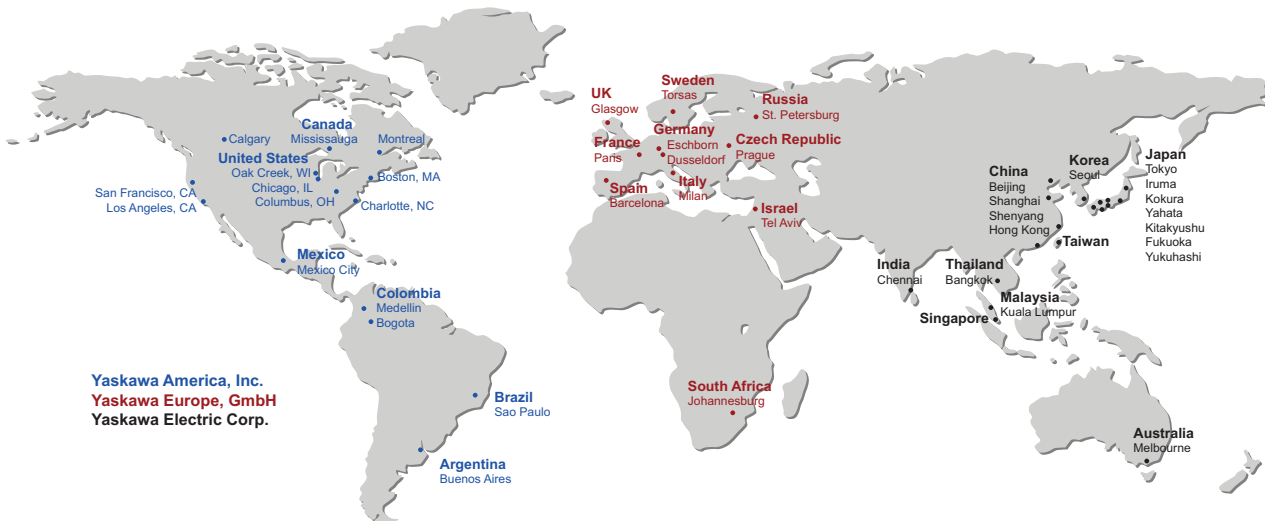 Canada
Mississauga
Calgary
Montreal
United States
Oak Creek, WI
Chicago, IL
Columbus, OH
Boston, MA
Charlotte, NC
San Francisco, CA
Los Angeles, CA
Mexico
Mexico City
Colombia
Medellin
Bogota
Brazil
Sao Paulo
Argentina
Buenos Aires
Yaskawa America, Inc.
Yaskawa Europe, GmbH
Yaskawa Electric Corp.
UK
Glasgow
Sweden
Torsas
Russia
St. Petersburg
France
Paris
Germany
Eschborn
Dusseldorf
Czech Republic
Prague
Spain
Barcelona
Italy
Milan
Israel
Tel Aviv
South Africa
Johannesburg
China
Beijing
Shanghai
Shenyang
Hong Kong
Korea
Seoul
Japan
Tokyo
Iruma
Kokura
Yahata
Kitakyushu
Fukuoka
Yukuhashi
Taiwan
India
Chennai
Thailand
Bangkok
Malaysia
Kuala Lumpur
Singapore
Australia
Melbourne